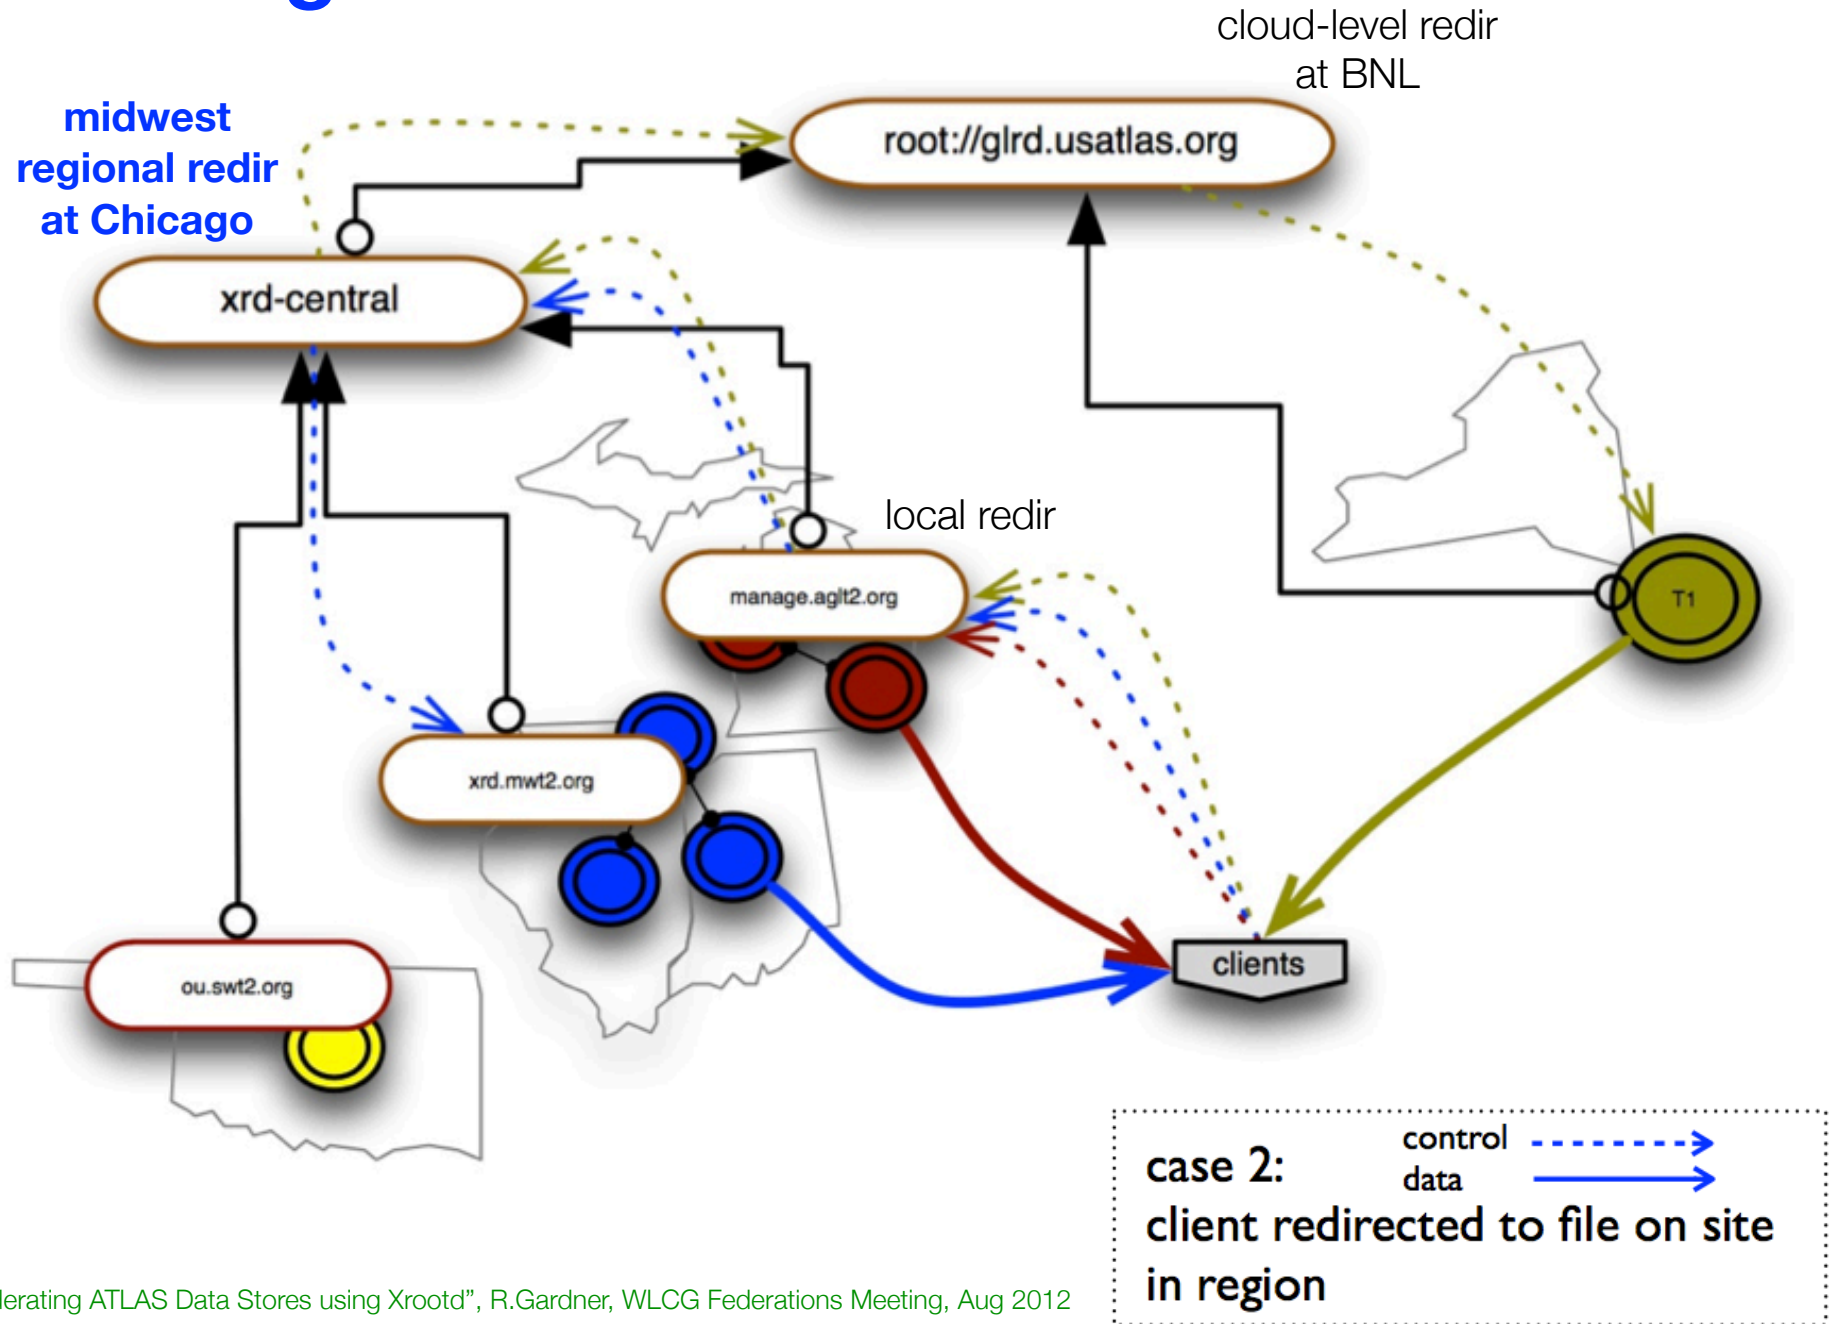 cloud-level redir
at BNL
midwest
regional redir
at Chicago
root://glrd.usatlas.org
xrd-central
local redir
manage.aglt2.org
T1
xrd.mwt2.org
clients
ou.swt2.org
control
case 2:
data
client redirected to file on site
in region
ATLAS Data Stores using Xrootd”, R.Gardner, WLCG Federations Meeting, Aug 2012